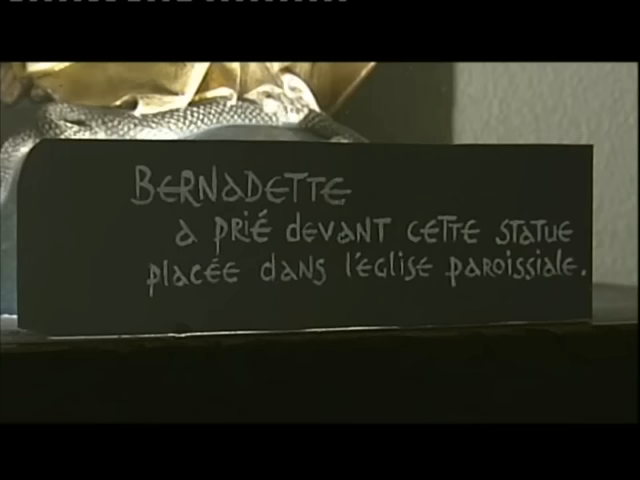 BERNADETTE
a prié devant cette statue
placée dans l'église paroissiale.